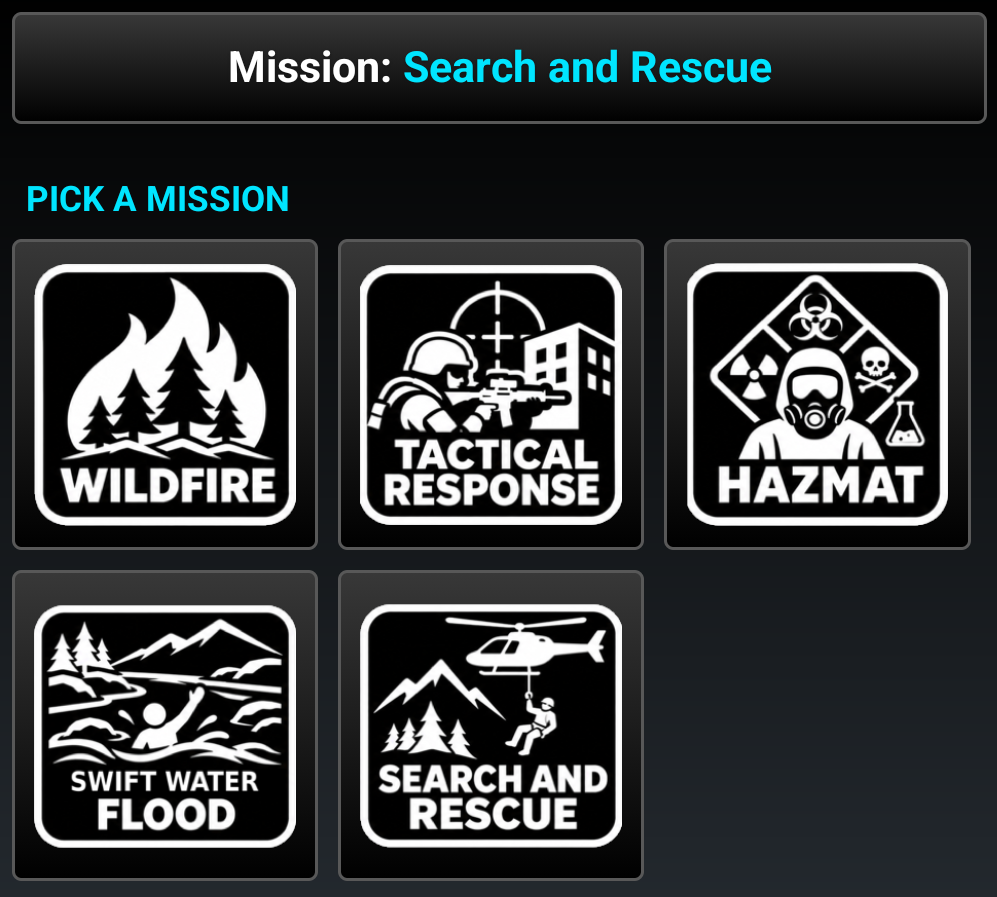 Mission: Search and Rescue
PICK A MISSION
WILDFIRE
TACTICAL
RESPONSE
HAZMAT
SWIFT WATER
FLOOD
SEARCH AND
RESCUE